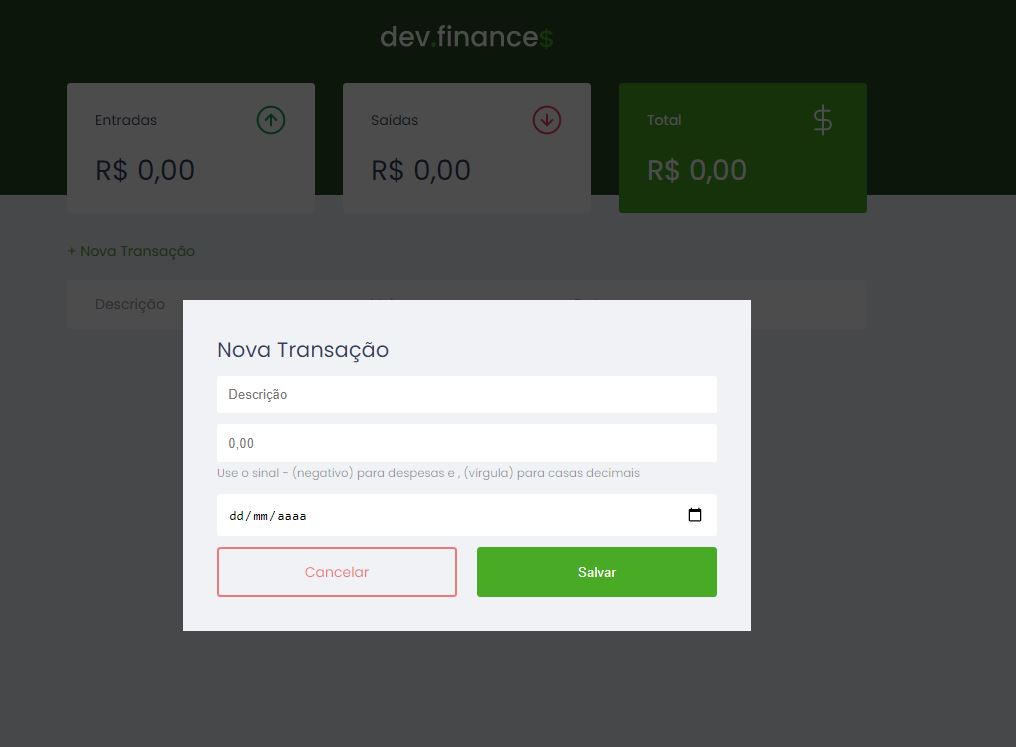 dev.finance$
Entradas
R$ 0,00
Saídas
R$ 0,00
Total
$
R$ 0,00
+ Nova Transação
Descrição
Nova Transação
Descrição
0,00
Use o sinal - (negativo) para despesas e , (vírgula) para casas decimais
dd/mm/aaaa
Cancelar
Salvar